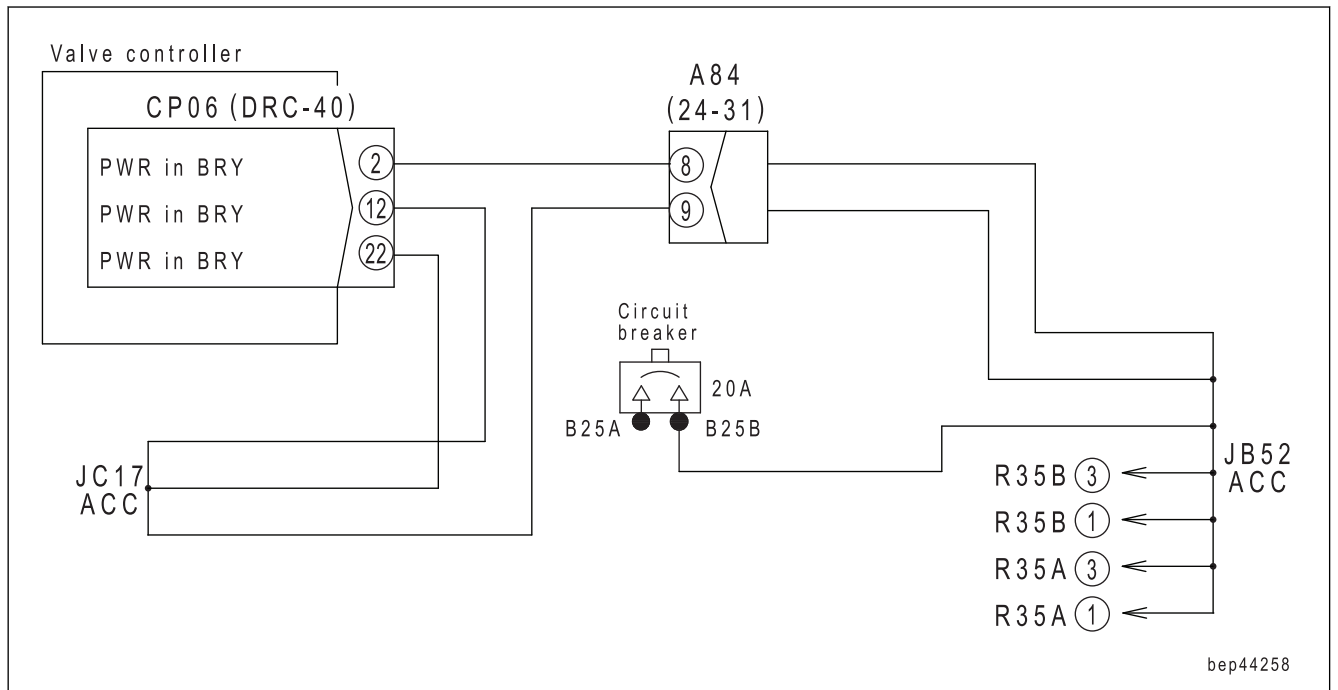 Valve controller
CP06 (DRC-40)
PWR in BRY 2
PWR in BRY 12
PWR in BRY 22
A84
(24-31)
8
9
Circuit
breaker
20A
B25A B25B
JC17
ACC
JB52
ACC
R35B 3
R35B 1
R35A 3
R35A 1
bep44258